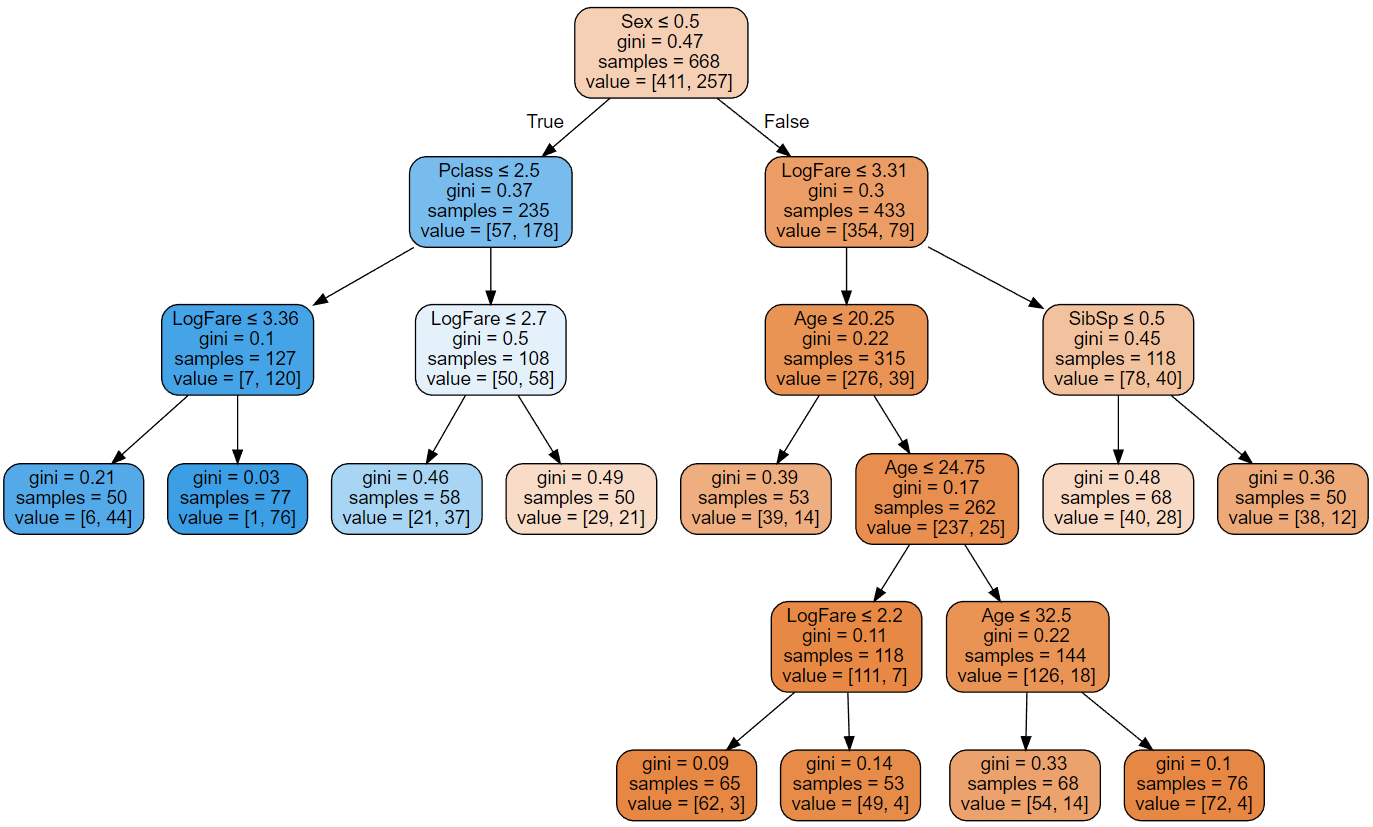 Sex ≤ 0.5
gini = 0.47
samples = 668
value = [411, 257]
True
False
Pclass ≤ 2.5
gini = 0.37
samples = 235
value = [57, 178]
LogFare ≤ 3.31
gini = 0.3
samples = 433
value = [354, 79]
LogFare ≤ 3.36
gini = 0.1
samples = 127
value = [7, 120]
LogFare ≤ 2.7
gini = 0.5
samples = 108
value = [50, 58]
Age ≤ 20.25
gini = 0.22
samples = 315
value = [276, 39]
SibSp ≤ 0.5
gini = 0.45
samples = 118
value = [78, 40]
gini = 0.21
samples = 50
value = [6, 44]
gini = 0.03
samples = 77
value = [1, 76]
gini = 0.46
samples = 58
value = [21, 37]
gini = 0.49
samples = 50
value = [29, 21]
gini = 0.39
samples = 53
value = [39, 14]
Age ≤ 24.75
gini = 0.17
samples = 262
value = [237, 25]
gini = 0.48
samples = 68
value = [40, 28]
gini = 0.36
samples = 50
value = [38, 12]
LogFare ≤ 2.2
gini = 0.11
samples = 118
value = [111, 7]
Age ≤ 32.5
gini = 0.22
samples = 144
value = [126, 18]
gini = 0.09
samples = 65
value = [62, 3]
gini = 0.14
samples = 53
value = [49, 4]
gini = 0.33
samples = 68
value = [54, 14]
gini = 0.1
samples = 76
value = [72, 4]